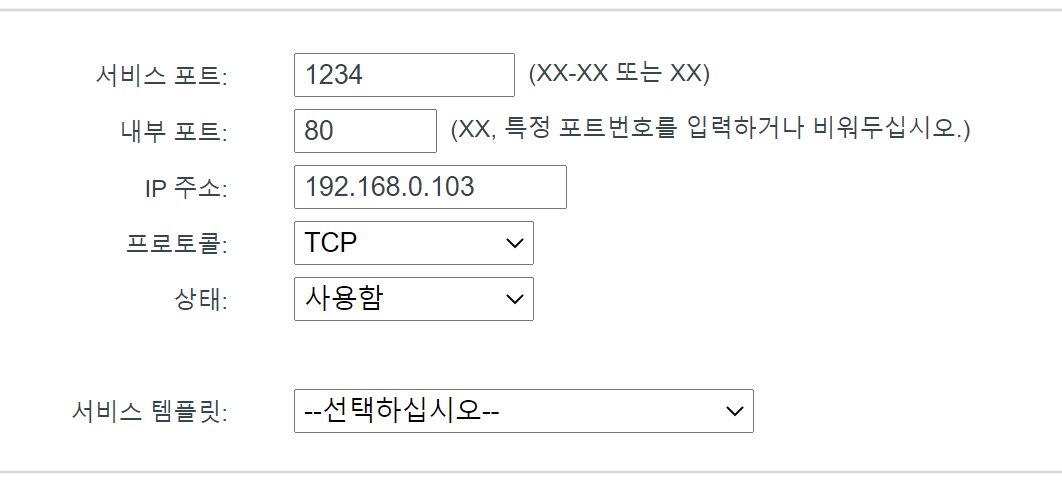 서비스 포트: 1234 (XX-XX 또는 XX)
내부 포트: 80 (XX, 특정 포트번호를 입력하거나 비워두십시오.)
IP 주소: 192.168.0.103
프로토콜: TCP
상태: 사용함
서비스 템플릿: --선택하십시오--